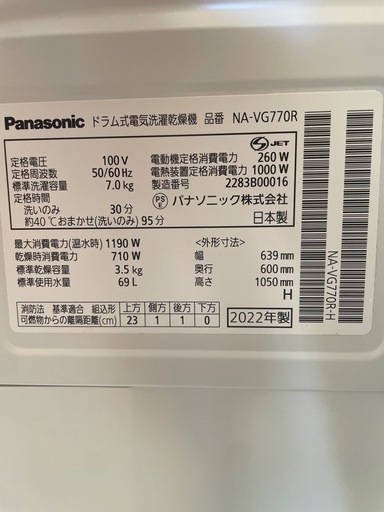 Panasonic ドラム式電気洗濯乾燥機 品番 NA-VG770R
定格電圧 100 V
定格周波数 50/60 Hz
標準洗濯容量 7.0 kg
定格時間
洗いのみ 30分
約40℃おまかせ(洗いのみ) 95分
S JET
電動機定格消費電力 260 W
電熱装置定格消費電力 1000 W
製造番号 2283B00016
PSE パナソニック株式会社
日本製
最大消費電力(温水時) 1190 W
乾燥時消費電力 710 W
標準乾燥容量 3.5 kg
標準使用水量 69 L
<外形寸法>
幅 639 mm
奥行 600 mm
高さ 1050 mm
H
消防法 基準適合 組込形 上方 側方 後方 下方
可燃物からの離隔距離(cm) 23 1 1 0
2022年製
NA-VG770R-H